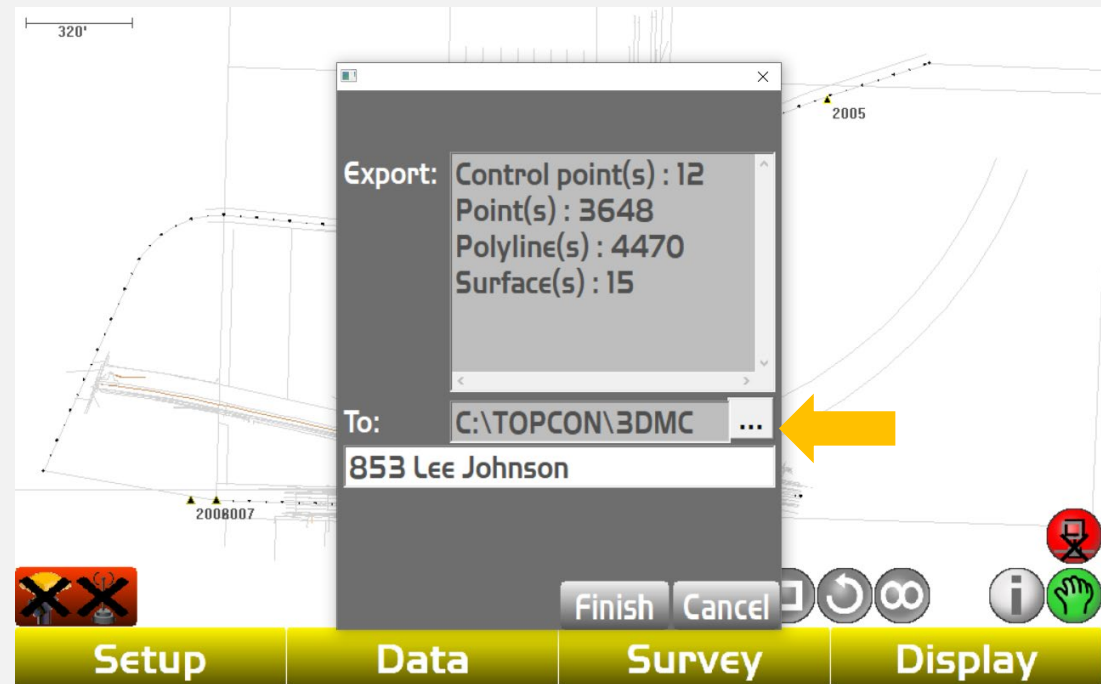 320'
2005
Export:
Control point(s) : 12
Point(s) : 3648
Polyline(s) : 4470
Surface(s) : 15
To:
C:\TOPCON\3DMC
...
853 Lee Johnson
Finish
Cancel
Setup
Data
Survey
Display